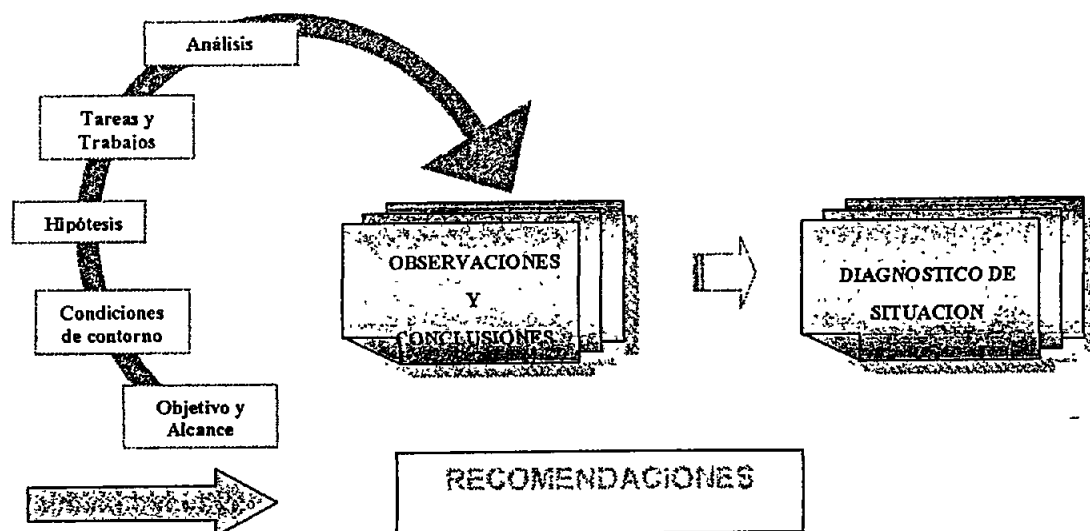 Análisis
Tareas y
Trabajos
Hipótesis
Condiciones
de contorno
Objetivo y
Alcance
OBSERVACIONES
Y
CONCLUSIONES
DIAGNOSTICO DE
SITUACION
RECOMENDACIONES